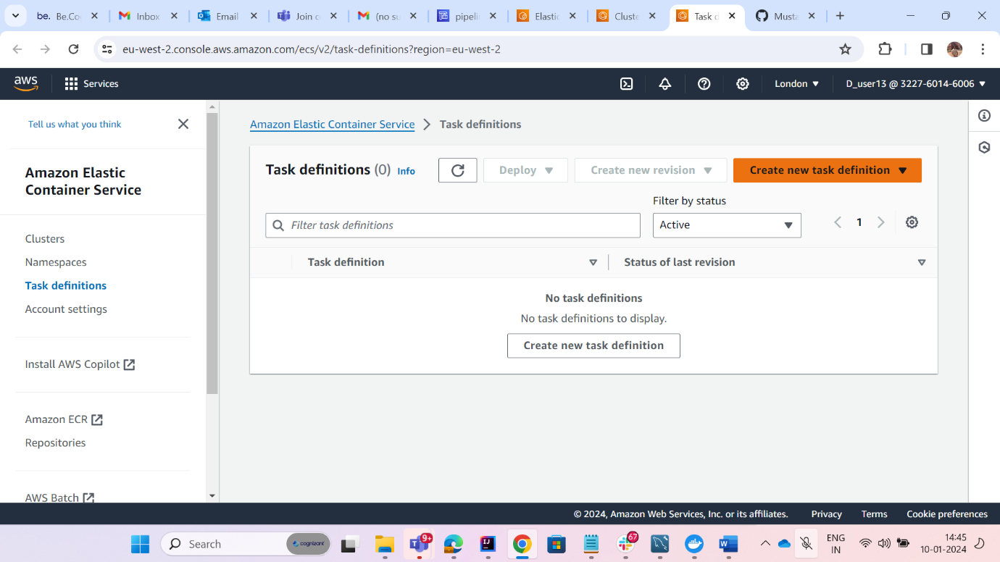 be. Be.Co
Inbox
Email
Join c
(no su
pipelin
Elastic
Cluste
Task d
Musta
eu-west-2.console.aws.amazon.com/ecs/v2/task-definitions?region=eu-west-2
aws
Services
London
D_user13 @ 3227-6014-6006
Tell us what you think
Amazon Elastic
Container Service
Clusters
Namespaces
Task definitions
Account settings
Install AWS Copilot
Amazon ECR
Repositories
AWS Batch
Amazon Elastic Container Service > Task definitions
Task definitions (0) Info
Deploy
Create new revision
Create new task definition
Filter by status
Filter task definitions
Active
1
Task definition
Status of last revision
No task definitions
No task definitions to display.
Create new task definition
© 2024, Amazon Web Services, Inc. or its affiliates.
Privacy
Terms
Cookie preferences
Search
cognizant
9+
67
ENG
IN
14:45
10-01-2024